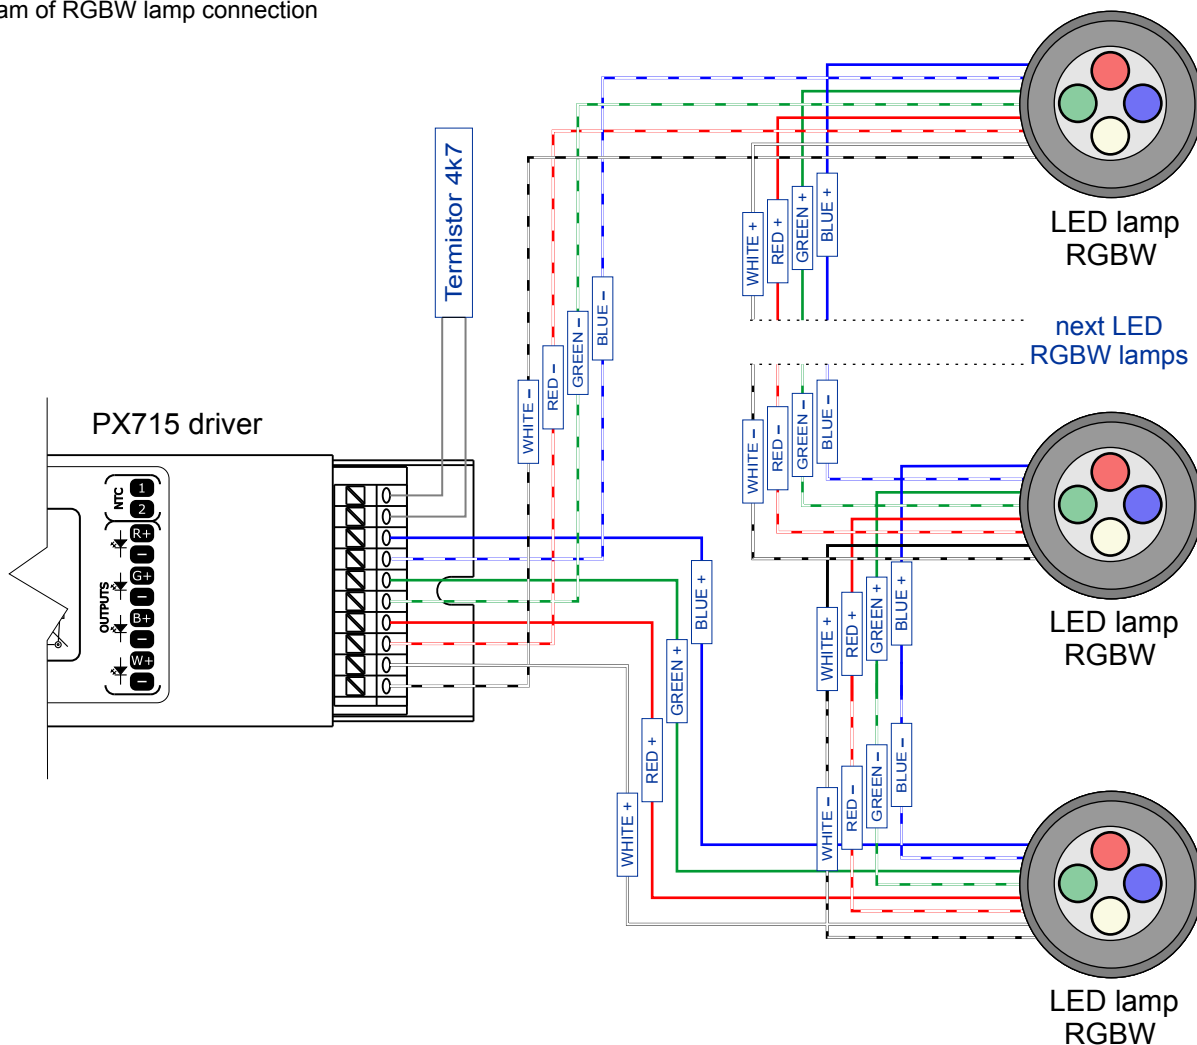 am of RGBW lamp connection
Termistor 4k7
PX715 driver
NTC
1
2
OUTPUTS
R+
−
G+
−
B+
−
W+
−
WHITE −
RED −
GREEN −
BLUE −
WHITE +
RED +
GREEN +
BLUE +
LED lamp
RGBW
next LED
RGBW lamps
WHITE −
RED −
GREEN −
BLUE −
LED lamp
RGBW
WHITE +
RED +
GREEN +
BLUE +
WHITE +
RED +
GREEN +
BLUE +
WHITE −
RED −
GREEN −
BLUE −
LED lamp
RGBW